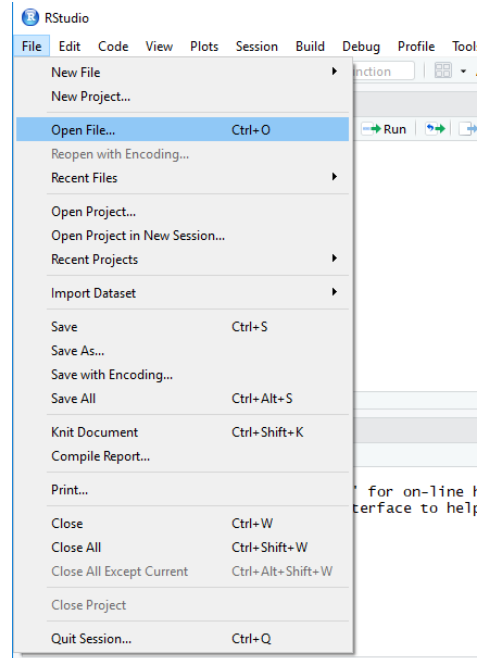 RStudio
File Edit Code View Plots Session Build Debug Profile Tool
New File
New Project...
Open File... Ctrl+O
Run
Reopen with Encoding...
Recent Files
Open Project...
Open Project in New Session...
Recent Projects
Import Dataset
Save Ctrl+S
Save As...
Save with Encoding...
Save All Ctrl+Alt+S
Knit Document Ctrl+Shift+K
Compile Report...
Print...
' for on-line h
terface to help
Close Ctrl+W
Close All Ctrl+Shift+W
Close All Except Current Ctrl+Alt+Shift+W
Close Project
Quit Session... Ctrl+Q